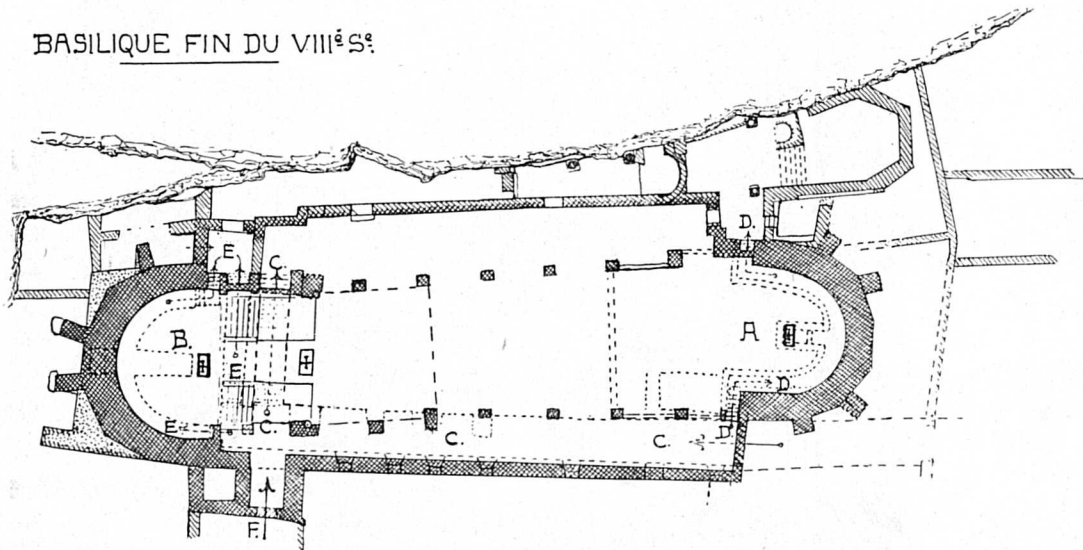 BASILIQUE FIN DU VIIIᵉ Sᵉ.
D.
E
C.
B.
A
E
D.
E
C.
C.
C.
D
F.